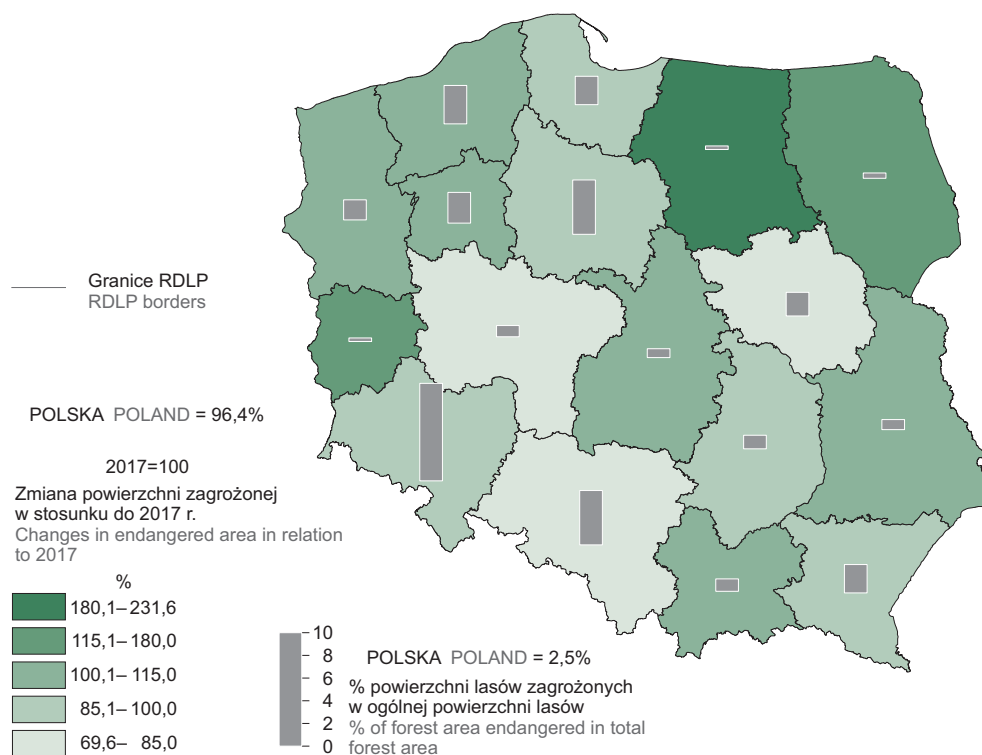 Granice RDLP
RDLP borders
POLSKA POLAND = 96,4%
2017=100
Zmiana powierzchni zagrożonej
w stosunku do 2017 r.
Changes in endangered area in relation
to 2017
%
180,1– 231,6
115,1– 180,0
100,1– 115,0
85,1– 100,0
69,6– 85,0
10
8
6
4
2
0
POLSKA POLAND = 2,5%
% powierzchni lasów zagrożonych
w ogólnej powierzchni lasów
% of forest area endangered in total
forest area